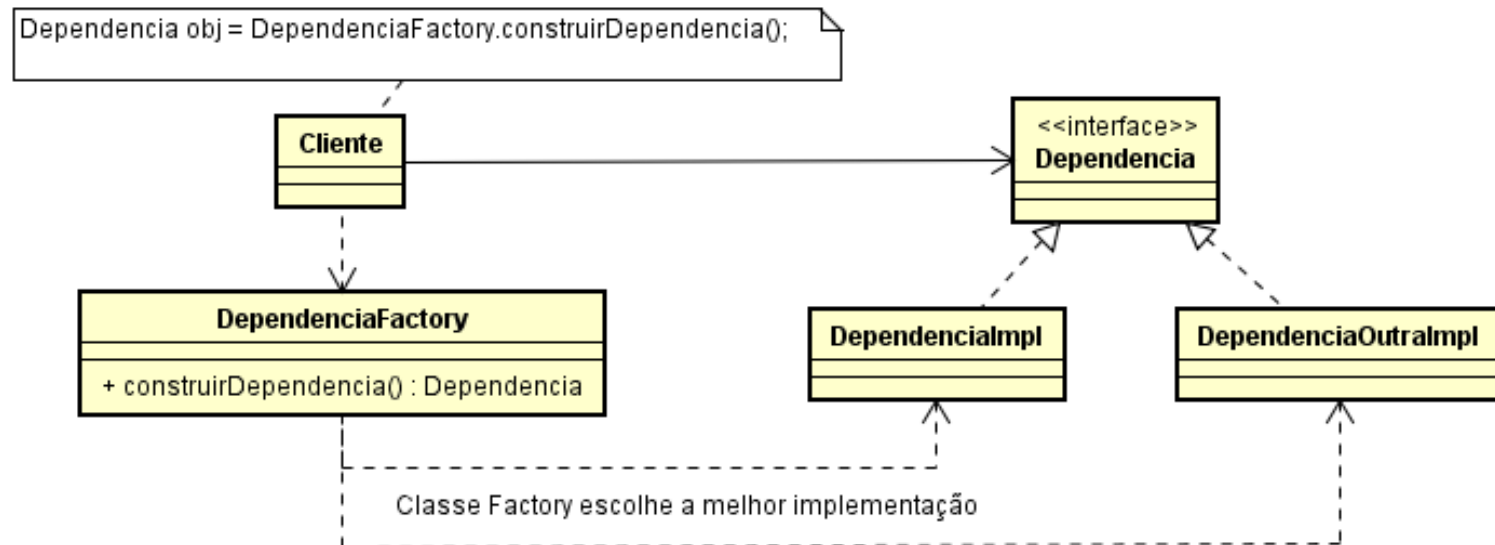 Dependencia obj = DependenciaFactory.construirDependencia();
Cliente
<<interface>>
Dependencia
DependenciaFactory
+ construirDependencia() : Dependencia
DependenciaImpl
DependenciaOutraImpl
Classe Factory escolhe a melhor implementação